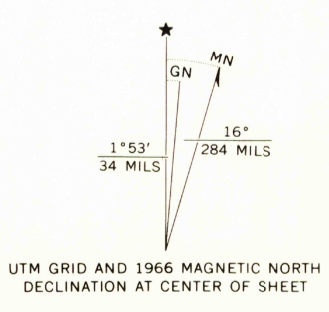 ★
MN
GN
1°53'
34 MILS
16°
284 MILS
UTM GRID AND 1966 MAGNETIC NORTH
DECLINATION AT CENTER OF SHEET